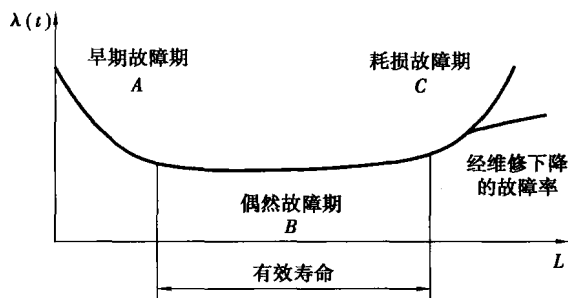 λ(t)
早期故障期
A
耗损故障期
C
经维修下降
的故障率
偶然故障期
B
L
有效寿命